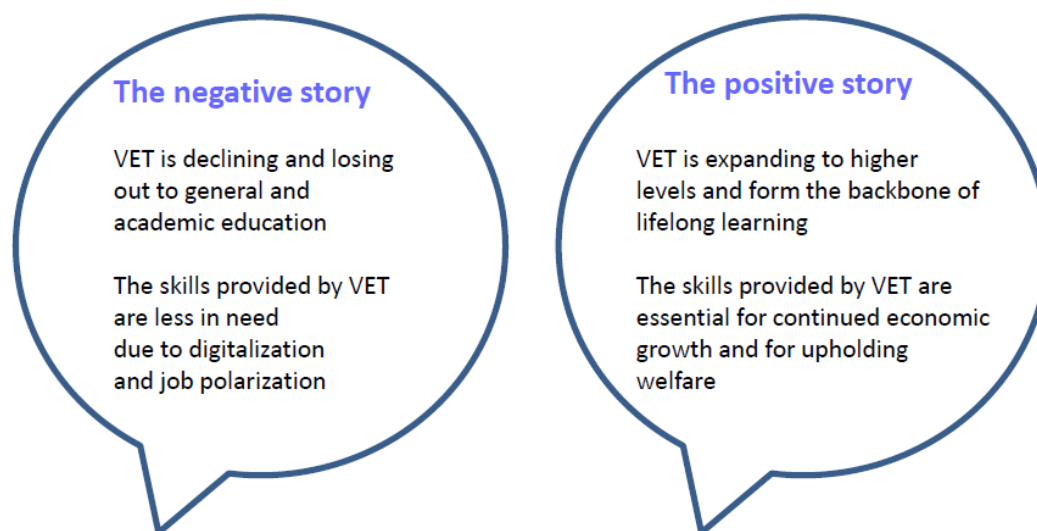 The negative story
VET is declining and losing
out to general and
academic education
The skills provided by VET
are less in need
due to digitalization
and job polarization
The positive story
VET is expanding to higher
levels and form the backbone of
lifelong learning
The skills provided by VET are
essential for continued economic
growth and for upholding
welfare